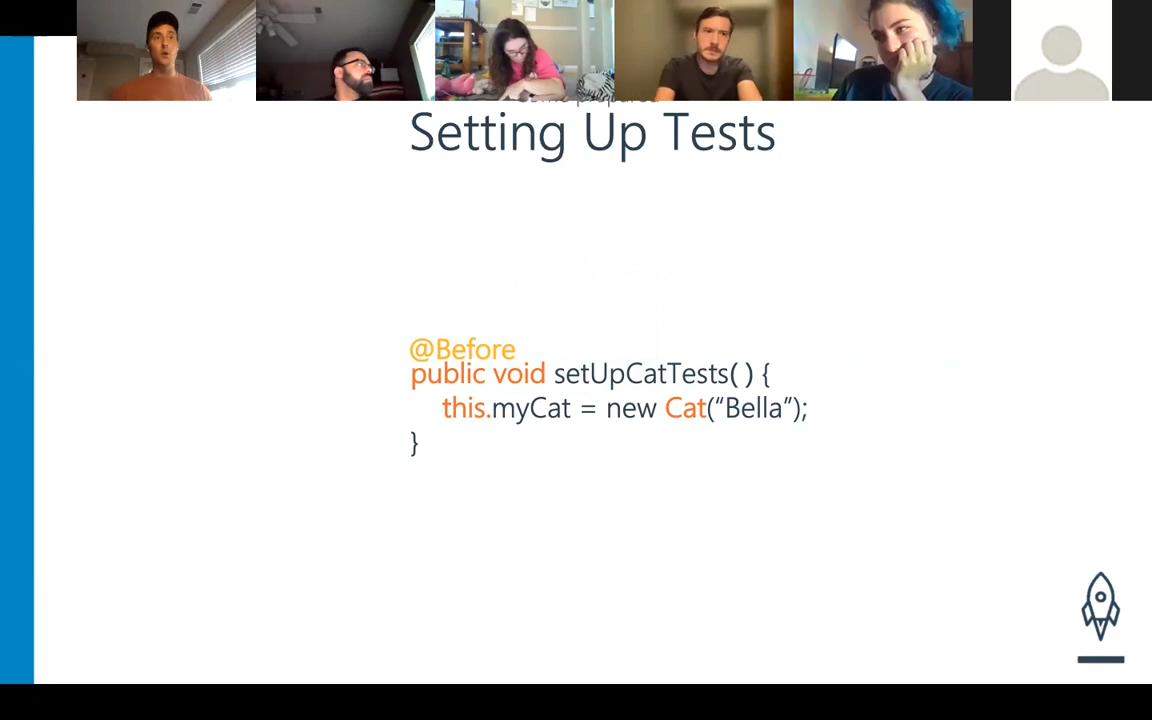 Setting Up Tests
@Before
public void setUpCatTests( ) {
this.myCat = new Cat(“Bella”);
}